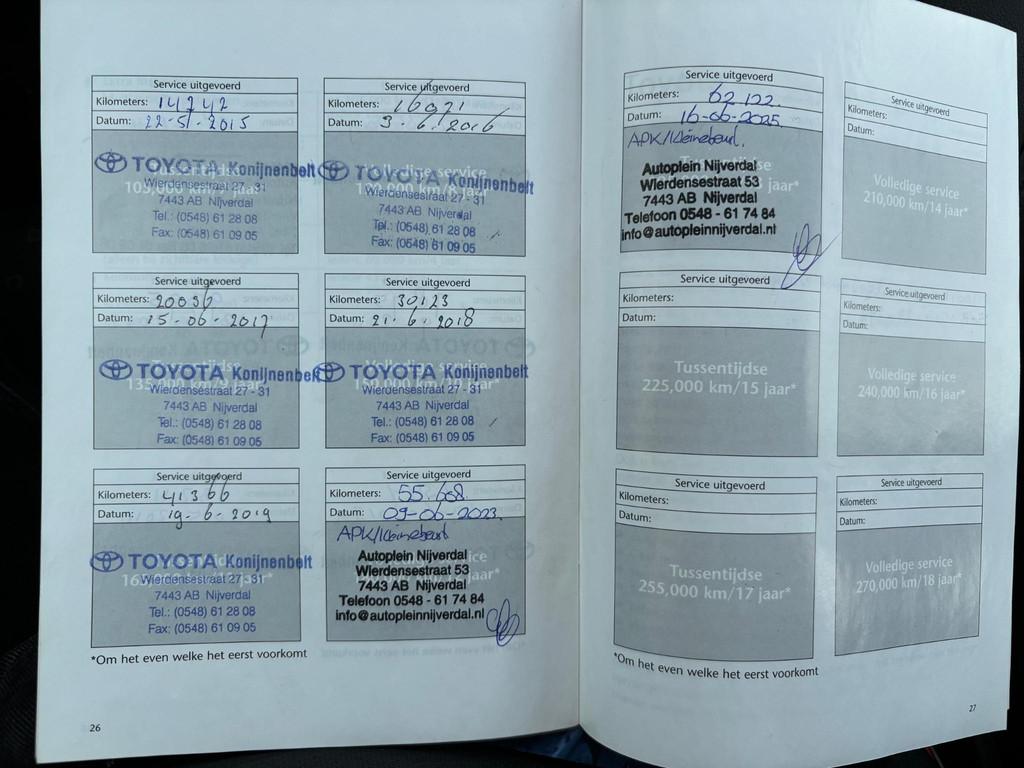 Service uitgevoerd
Kilometers: 14742
Datum: 22-5-2015
TOYOTA Konijnenbelt
Wierdensestraat 27 - 31
7443 AB Nijverdal
Tel.: (0548) 61 28 08
Fax: (0548) 61 09 05
Service uitgevoerd
Kilometers: 16071
Datum: 3-6-2016
TOYOTA Konijnenbelt
Wierdensestraat 27 - 31
7443 AB Nijverdal
Tel.: (0548) 61 28 08
Fax: (0548) 61 09 05
Service uitgevoerd
Kilometers: 20036
Datum: 15-06-2017
TOYOTA Konijnenbelt
Wierdensestraat 27 - 31
7443 AB Nijverdal
Tel.: (0548) 61 28 08
Fax: (0548) 61 09 05
Service uitgevoerd
Kilometers: 30123
Datum: 21-6-2018
TOYOTA Konijnenbelt
Wierdensestraat 27 - 31
7443 AB Nijverdal
Tel.: (0548) 61 28 08
Fax: (0548) 61 09 05
Service uitgevoerd
Kilometers: 41366
Datum: 19-6-2019
TOYOTA Konijnenbelt
Wierdensestraat 27 - 31
7443 AB Nijverdal
Tel.: (0548) 61 28 08
Fax: (0548) 61 09 05
Service uitgevoerd
Kilometers: 55.668
Datum: 09-06-2023.
APK/Kleinebeurt
Autoplein Nijverdal
Wierdensestraat 53
7443 AB Nijverdal
Telefoon 0548 - 61 74 84
info@autopleinnijverdal.nl
*Om het even welke het eerst voorkomt
26
Service uitgevoerd
Kilometers: 62.122.
Datum: 16-06-2025.
APK/Kleinebeurt.
Autoplein Nijverdal
Wierdensestraat 53
7443 AB Nijverdal
Telefoon 0548 - 61 74 84
info@autopleinnijverdal.nl
Service uitgevoerd
Kilometers:
Datum:
Volledige service
210,000 km/14 jaar*
Service uitgevoerd
Kilometers:
Datum:
Tussentijdse
225,000 km/15 jaar*
Service uitgevoerd
Kilometers:
Datum:
Volledige service
240,000 km/16 jaar*
Service uitgevoerd
Kilometers:
Datum:
Tussentijdse
255,000 km/17 jaar*
Service uitgevoerd
Kilometers:
Datum:
Volledige service
270,000 km/18 jaar*
*Om het even welke het eerst voorkomt
27